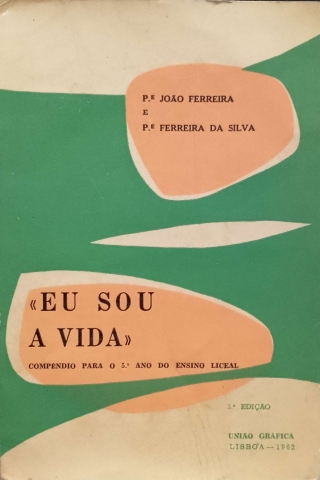 P.ᴱ JOÃO FERREIRA
E
P.ᴱ FERREIRA DA SILVA
«EU SOU
A VIDA»
COMPÊNDIO PARA O 5.º ANO DO ENSINO LICEAL
3.ª EDIÇÃO
UNIÃO GRÁFICA
LISBOA — 1962